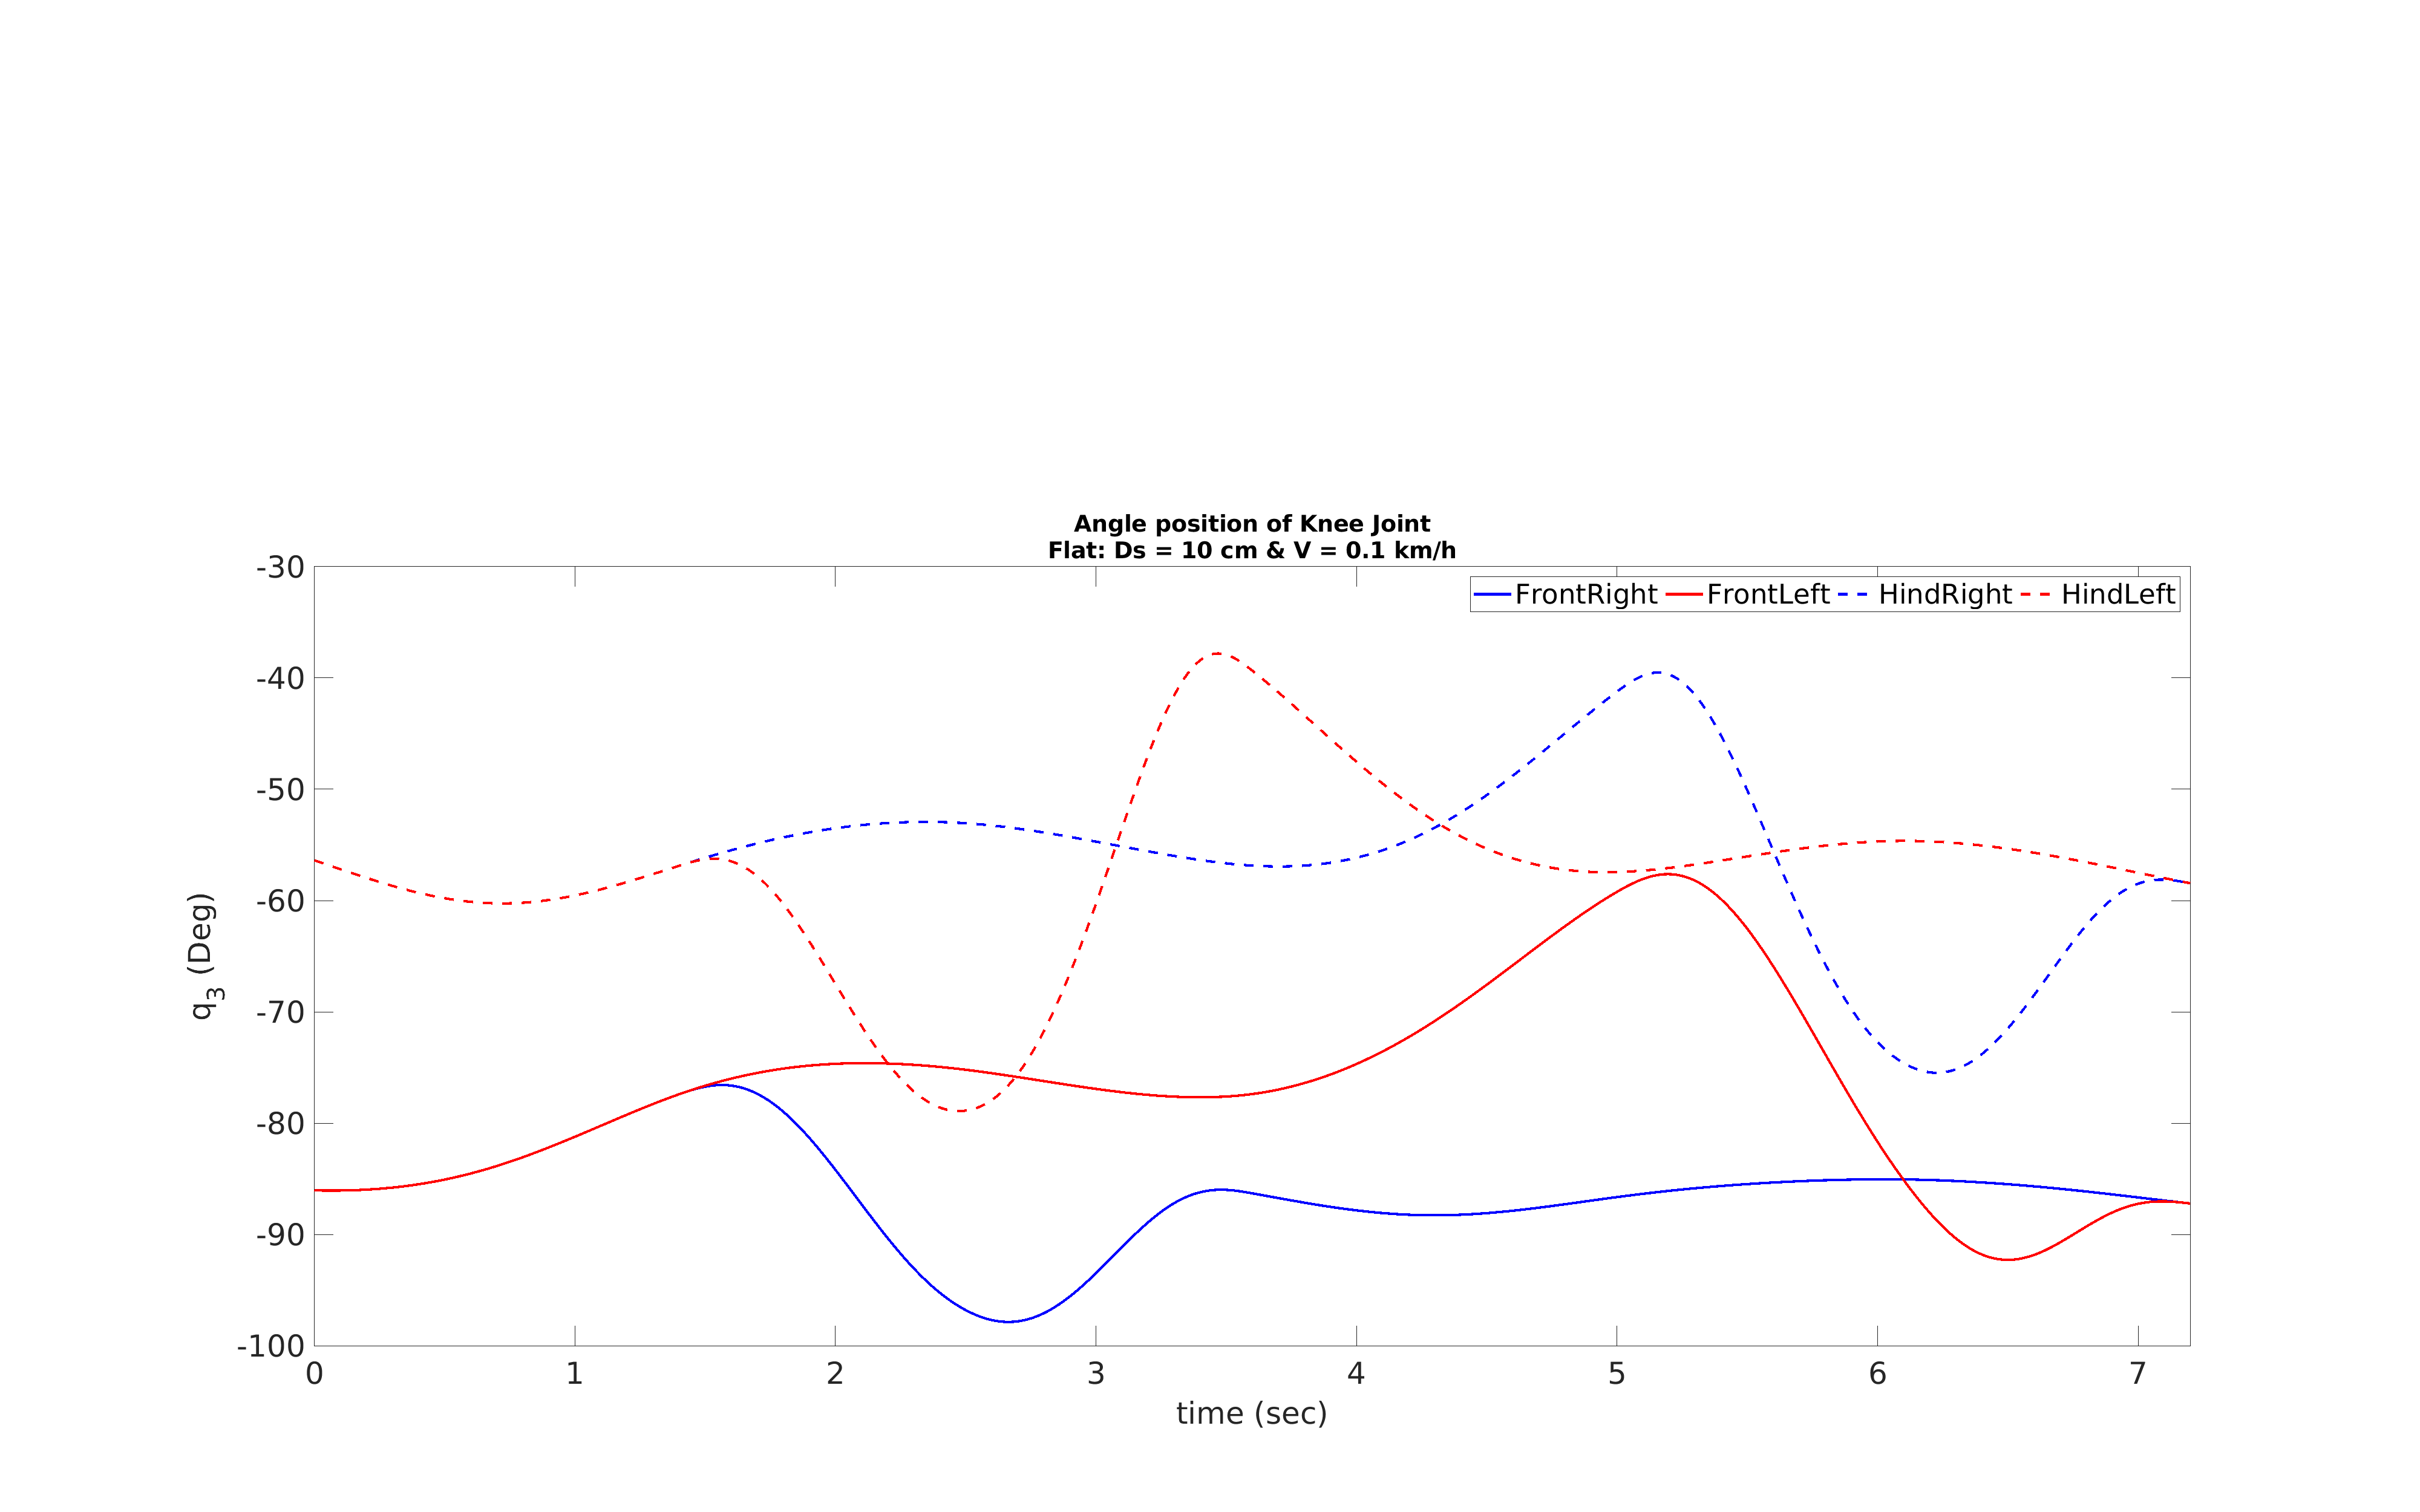 Angle position of Knee Joint
Flat: Ds = 10 cm & V = 0.1 km/h
FrontRight FrontLeft HindRight HindLeft
-30
-40
-50
-60
-70
-80
-90
-100
q3 (Deg)
0 1 2 3 4 5 6 7
time (sec)